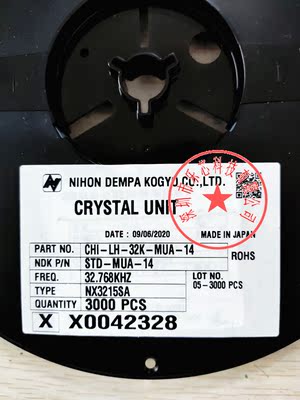 NIHON DEMPA KOGYO CO.,LTD.
CRYSTAL UNIT
DATE : 09/06/2020
MADE IN JAPAN
PART NO. CHI-LH-32K-MUA-14
ROHS
NDK P/N STD-MUA-14
FREQ. 32.768KHZ
LOT NO.
TYPE NX3215SA
05-3000 PCS
QUANTITY 3000 PCS
X X0042328